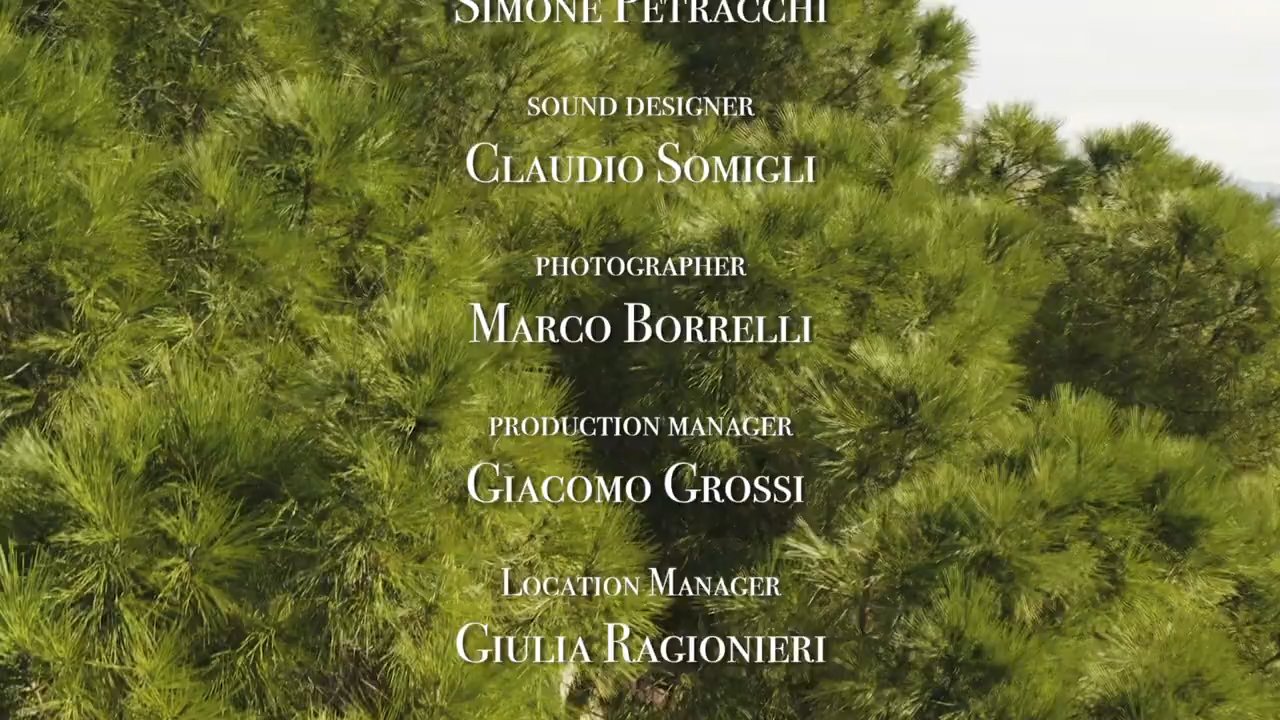 SIMONE PETRACCHI
SOUND DESIGNER
CLAUDIO SOMIGLI
PHOTOGRAPHER
MARCO BORRELLI
PRODUCTION MANAGER
GIACOMO GROSSI
LOCATION MANAGER
GIULIA RAGIONIERI